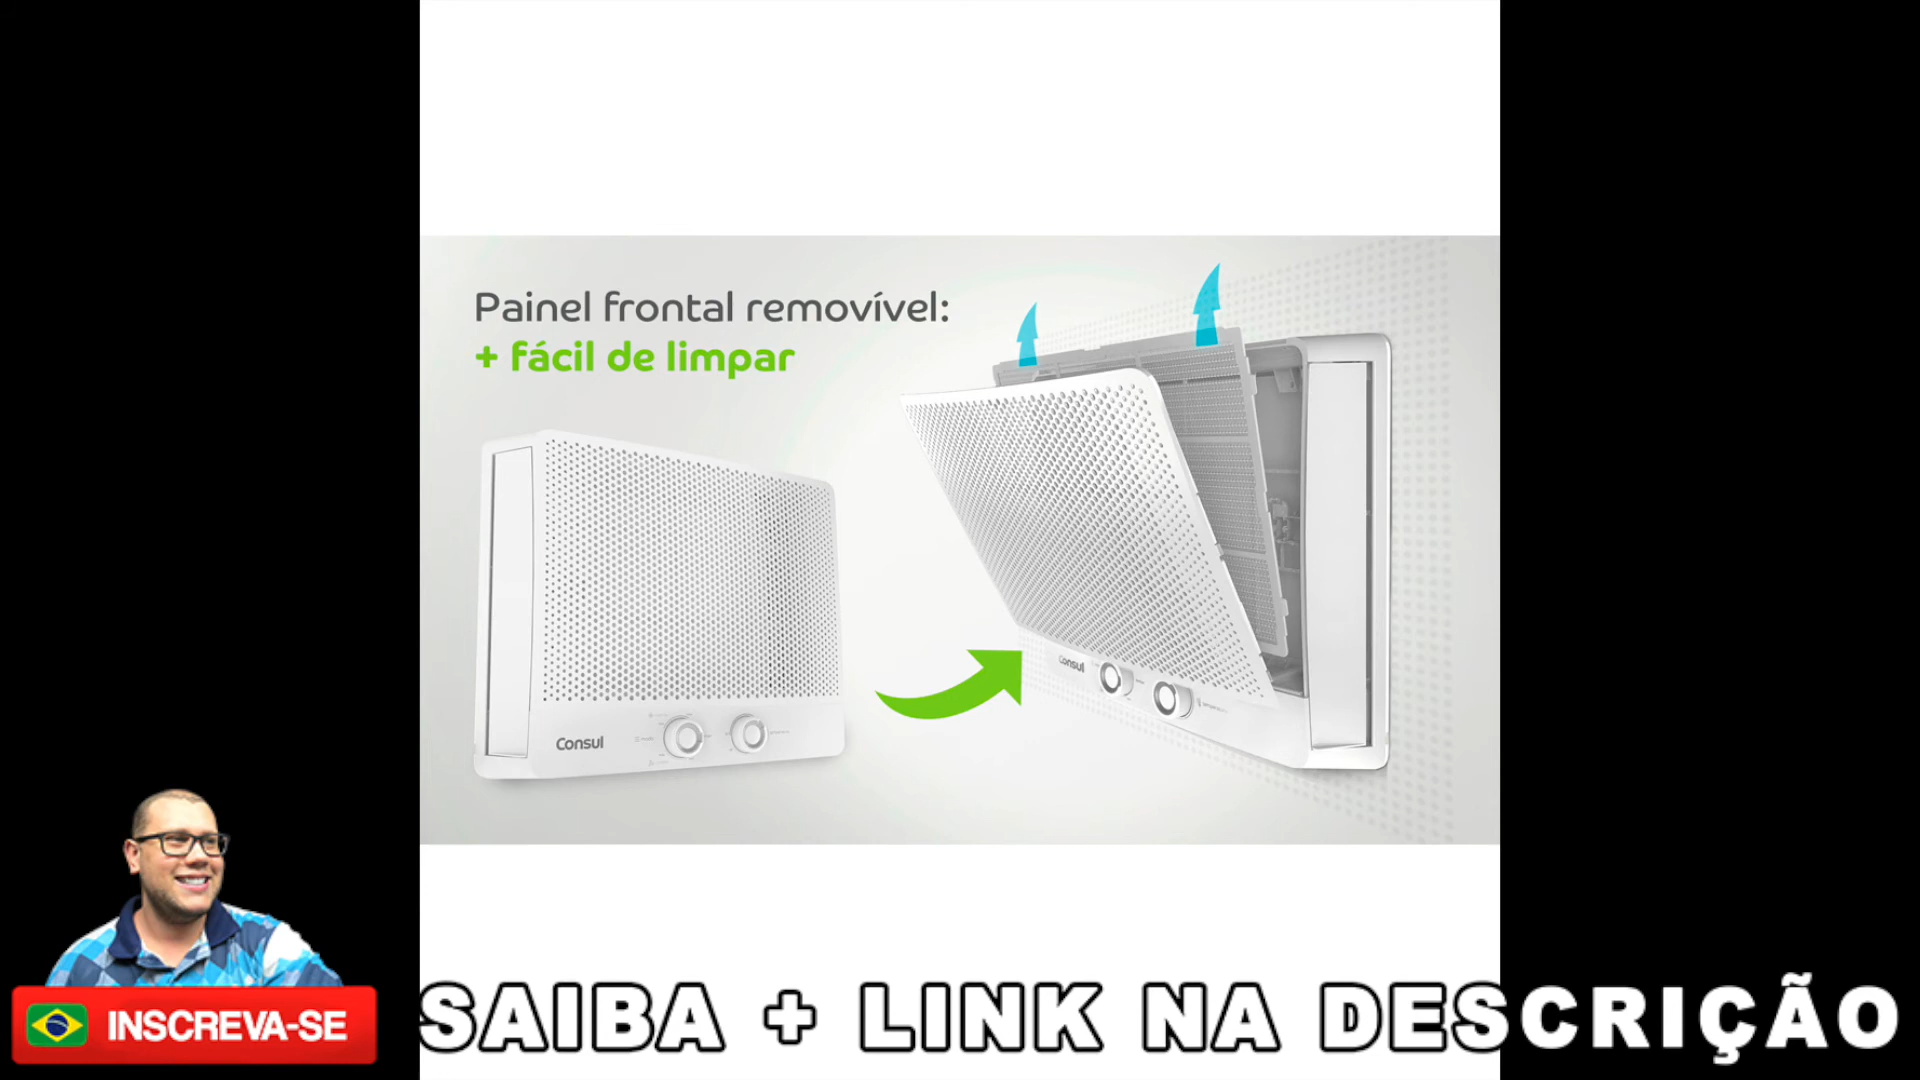 Painel frontal removível:
+ fácil de limpar
Consul
Consul
INSCREVA-SE
SAIBA + LINK NA DESCRIÇÃO